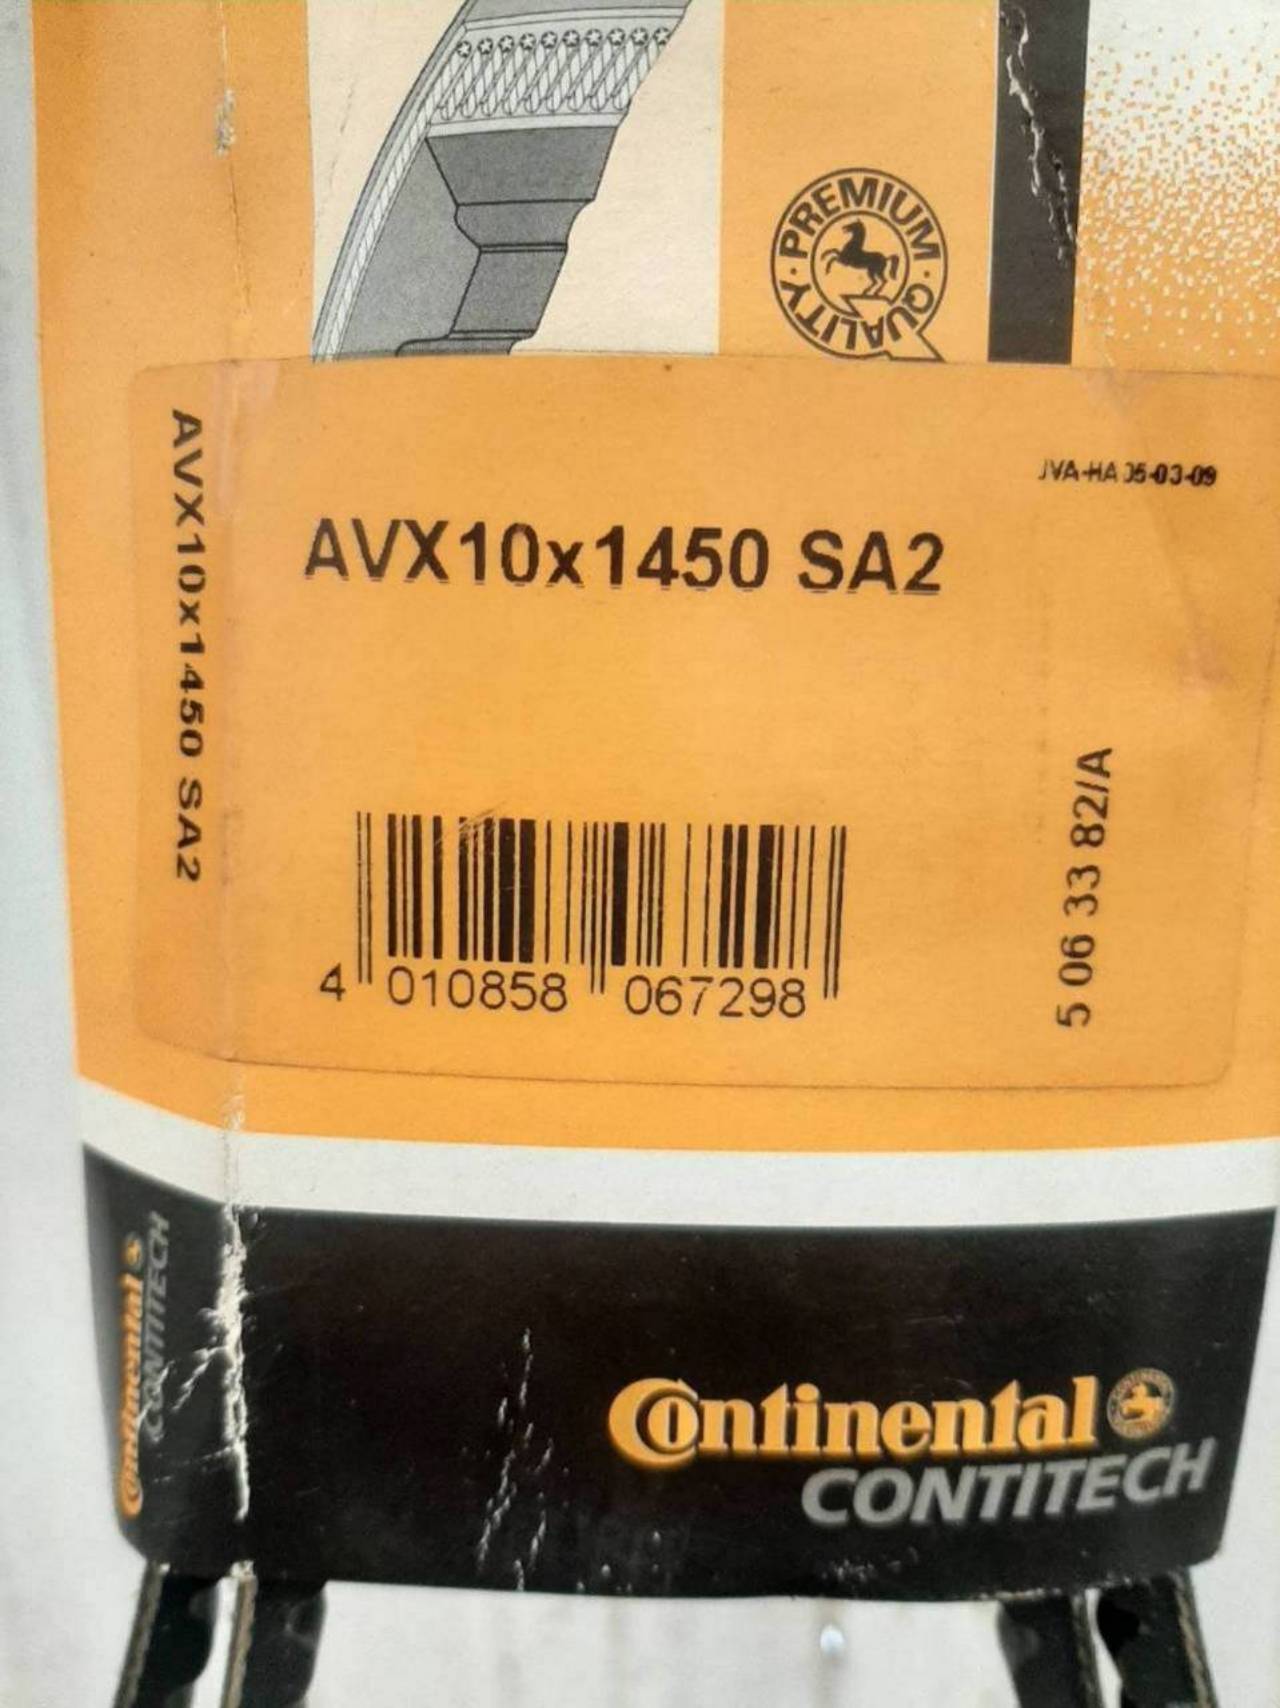 · PREMIUM · QUALITY
JVA-HA 05-03-09
AVX10x1450 SA2
AVX10x1450 SA2
5 06 33 82/A
4 010858 067298
Continental
CONTITECH
Continental
CONTITECH